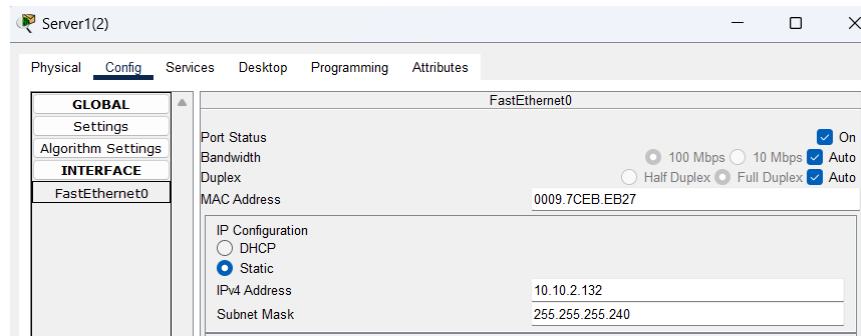 Server1(2)
Physical Config Services Desktop Programming Attributes
GLOBAL
Settings
Algorithm Settings
INTERFACE
FastEthernet0
FastEthernet0
Port Status On
Bandwidth 100 Mbps 10 Mbps Auto
Duplex Half Duplex Full Duplex Auto
MAC Address 0009.7CEB.EB27
IP Configuration
DHCP
Static
IPv4 Address 10.10.2.132
Subnet Mask 255.255.255.240